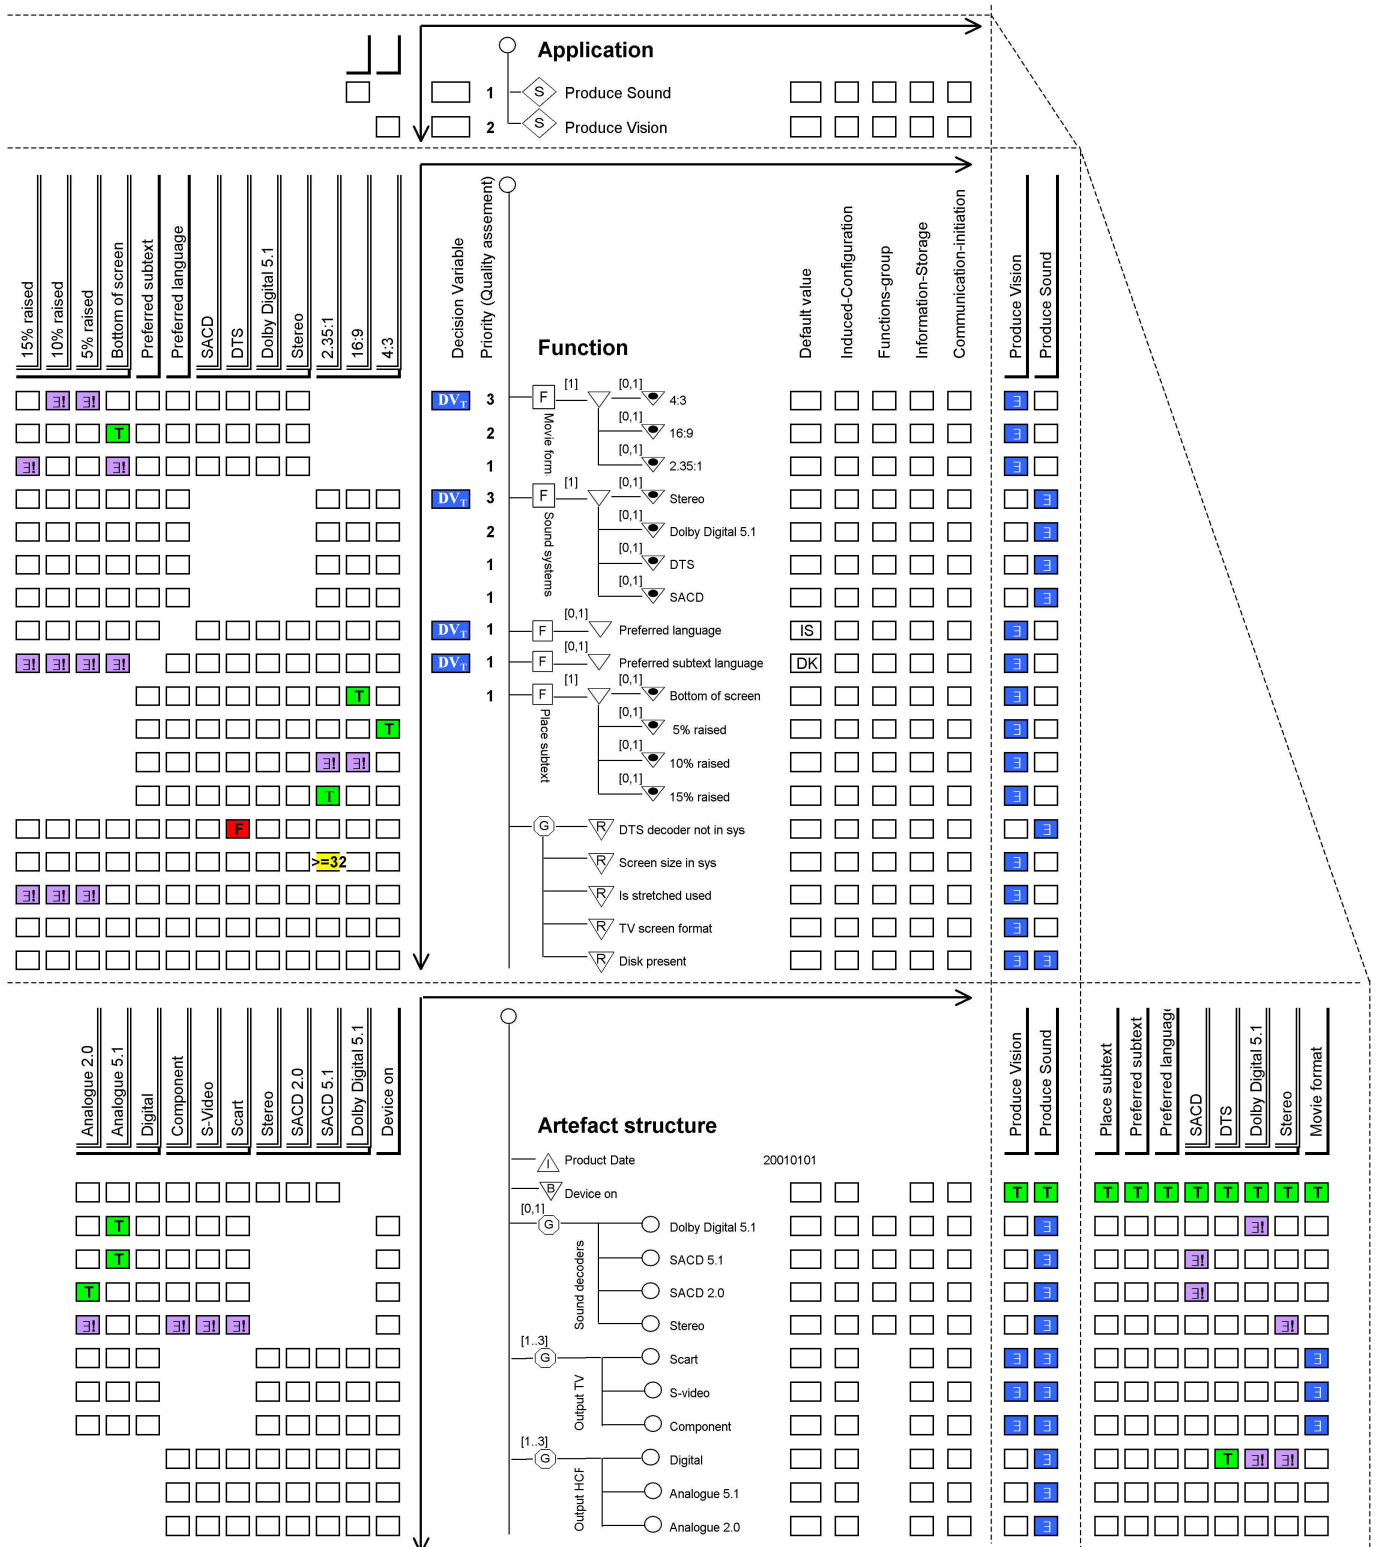 Application
1 S Produce Sound
2 S Produce Vision
15% raised
10% raised
5% raised
Bottom of screen
Preferred subtext
Preferred language
SACD
DTS
Dolby Digital 5.1
Stereo
2.35:1
16:9
4:3
Decision Variable
Priority (Quality assement)
Function
Default value
Induced-Configuration
Functions-group
Information-Storage
Communication-initiation
Produce Vision
Produce Sound
∃! ∃! DVT 3 F [1] [0,1] 4:3 ∃
Movie form
T 2 [0,1] 16:9 ∃
∃! ∃! 1 [0,1] 2.35:1 ∃
DVT 3 F [1] [0,1] Stereo ∃
Sound systems
2 [0,1] Dolby Digital 5.1 ∃
1 [0,1] DTS ∃
1 [0,1] SACD ∃
DVT 1 F [0,1] Preferred language IS ∃
∃! ∃! ∃! ∃! DVT 1 F [0,1] Preferred subtext language DK ∃
T 1 F [1] [0,1] Bottom of screen ∃
Place subtext
T [0,1] 5% raised ∃
∃! ∃! [0,1] 10% raised ∃
T [0,1] 15% raised ∃
F G R DTS decoder not in sys ∃
>=32 R Screen size in sys ∃
∃! ∃! ∃! R Is stretched used ∃
R TV screen format ∃
R Disk present ∃ ∃
Analogue 2.0
Analogue 5.1
Digital
Component
S-Video
Scart
Stereo
SACD 2.0
SACD 5.1
Dolby Digital 5.1
Device on
Artefact structure
Produce Vision
Produce Sound
Place subtext
Preferred subtext
Preferred language
SACD
DTS
Dolby Digital 5.1
Stereo
Movie format
I Product Date 20010101
B Device on T T T T T T T T T T
T [0,1] G Dolby Digital 5.1 ∃ ∃!
Sound decoders
T SACD 5.1 ∃ ∃!
T SACD 2.0 ∃ ∃!
∃! ∃! ∃! ∃! Stereo ∃ ∃!
[1..3] G Scart ∃ ∃ ∃
Output TV
S-video ∃ ∃ ∃
Component ∃ ∃ ∃
[1..3] G Digital ∃ T ∃! ∃!
Output HCF
Analogue 5.1 ∃
Analogue 2.0 ∃